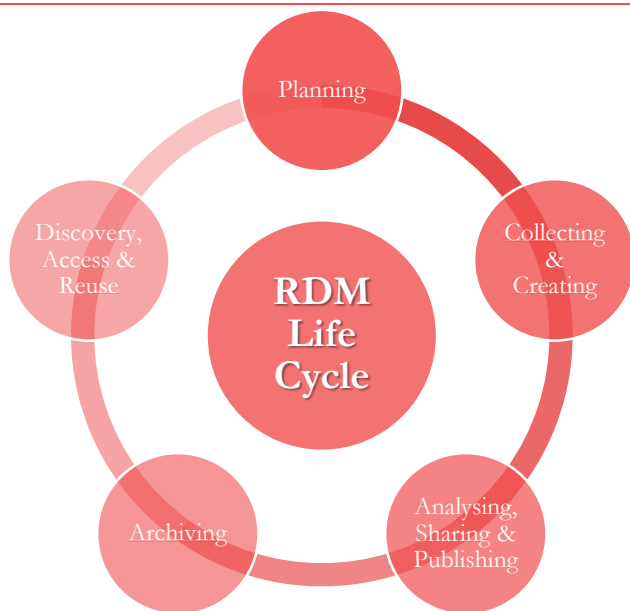 Planning
Collecting
&
Creating
Analysing,
Sharing &
Publishing
Archiving
Discovery,
Access &
Reuse
RDM
Life
Cycle